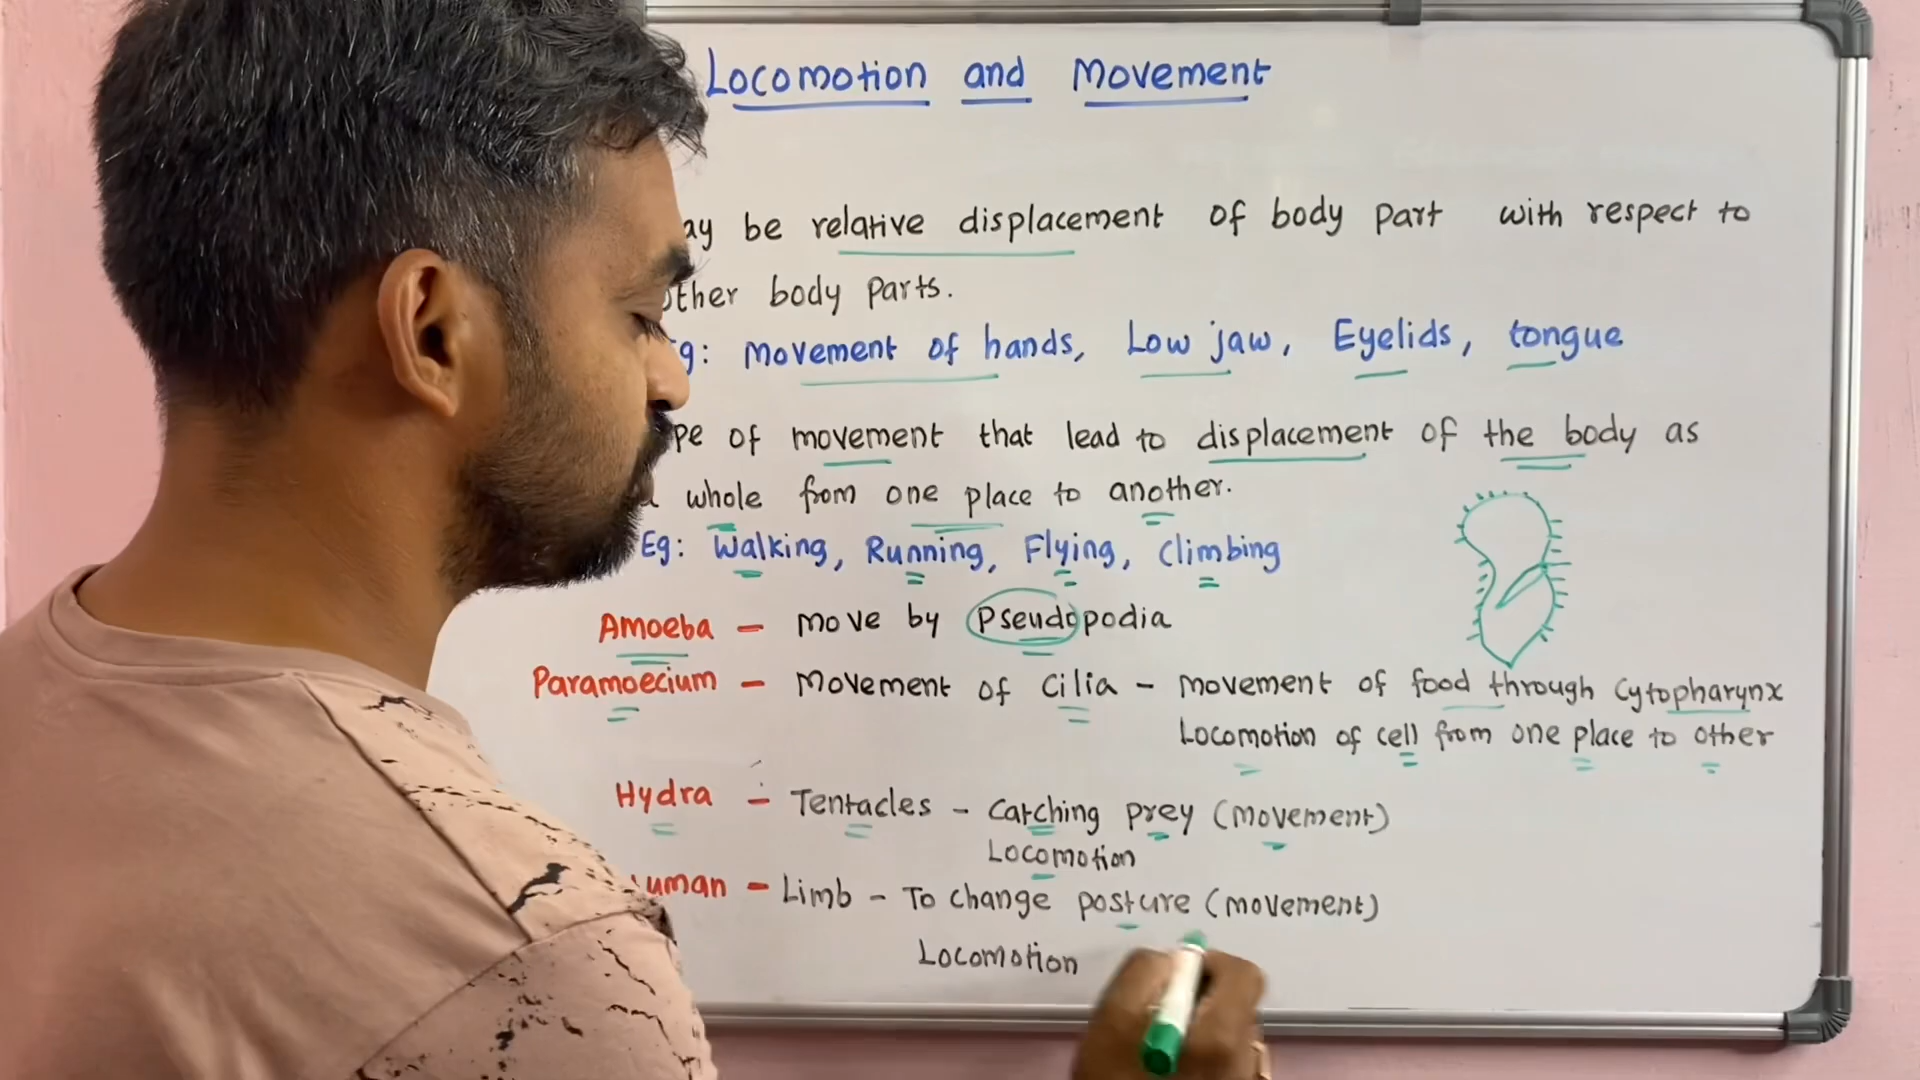 Locomotion and Movement
ay be relative displacement of body part with respect to
other body parts.
g: Movement of hands, Low jaw, Eyelids, tongue
pe of movement that lead to displacement of the body as
whole from one place to another.
Eg: Walking, Running, Flying, Climbing
Amoeba - Move by Pseudopodia
Paramoecium - Movement of Cilia - Movement of food through Cytopharynx
Locomotion of cell from one place to other
Hydra - Tentacles - Catching prey (Movement)
Locomotion
uman - Limb - To change posture (movement)
Locomotion